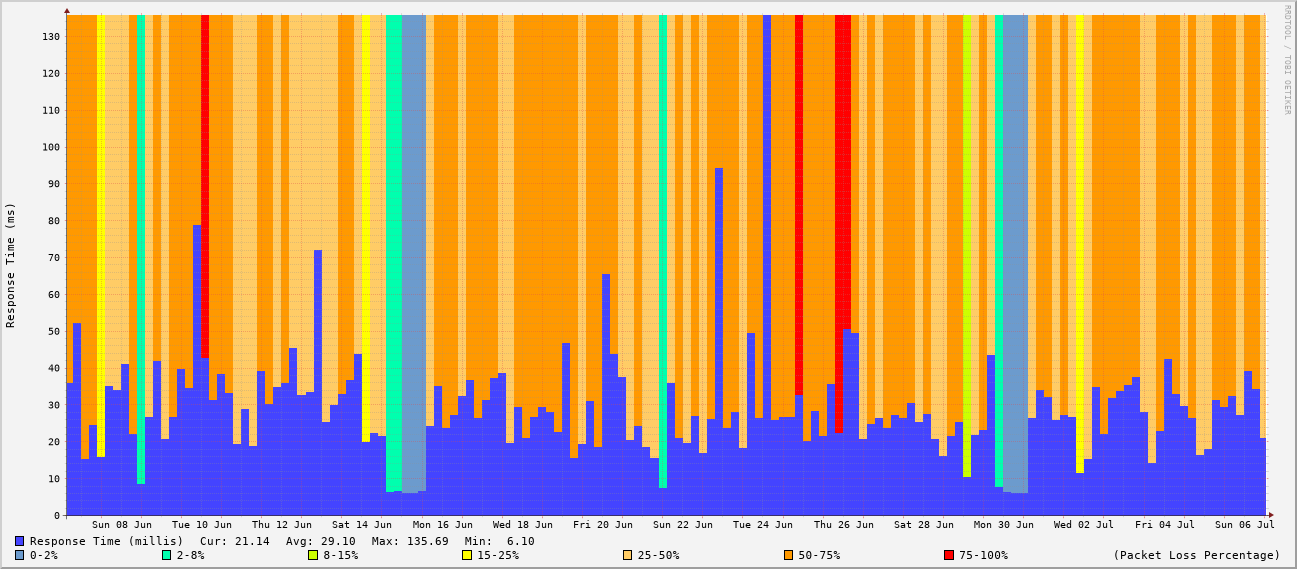 RRDTOOL / TOBI OETIKER
Response Time (ms)
130
120
110
100
90
80
70
60
50
40
30
20
10
0
Sun 08 Jun Tue 10 Jun Thu 12 Jun Sat 14 Jun Mon 16 Jun Wed 18 Jun Fri 20 Jun Sun 22 Jun Tue 24 Jun Thu 26 Jun Sat 28 Jun Mon 30 Jun Wed 02 Jul Fri 04 Jul Sun 06 Jul
Response Time (millis) Cur: 21.14 Avg: 29.10 Max: 135.69 Min: 6.10
0-2% 2-8% 8-15% 15-25% 25-50% 50-75% 75-100% (Packet Loss Percentage)